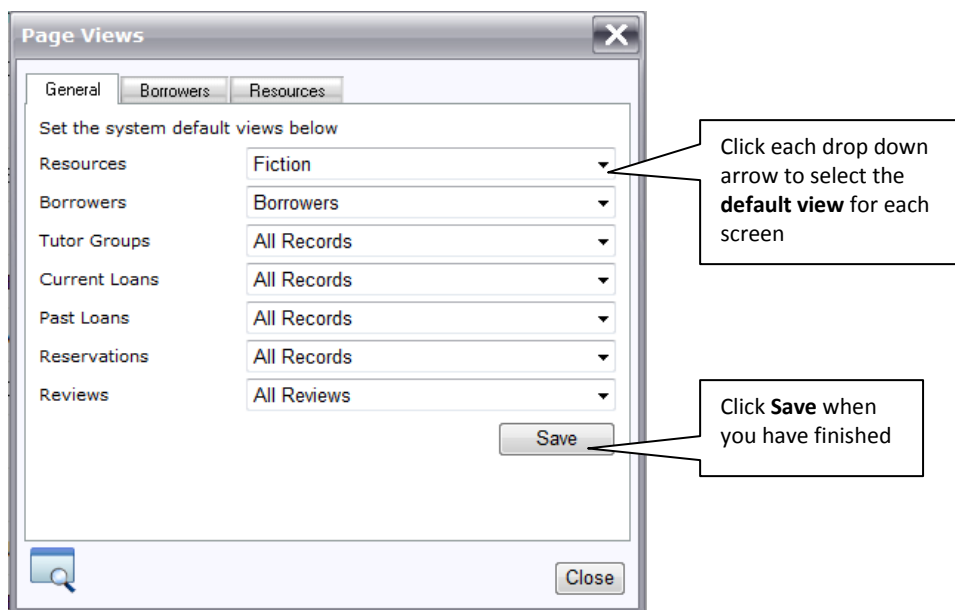 Page Views
General Borrowers Resources
Set the system default views below
Resources Fiction
Borrowers Borrowers
Tutor Groups All Records
Current Loans All Records
Past Loans All Records
Reservations All Records
Reviews All Reviews
Save
Close
Click each drop down
arrow to select the
default view for each
screen
Click Save when
you have finished